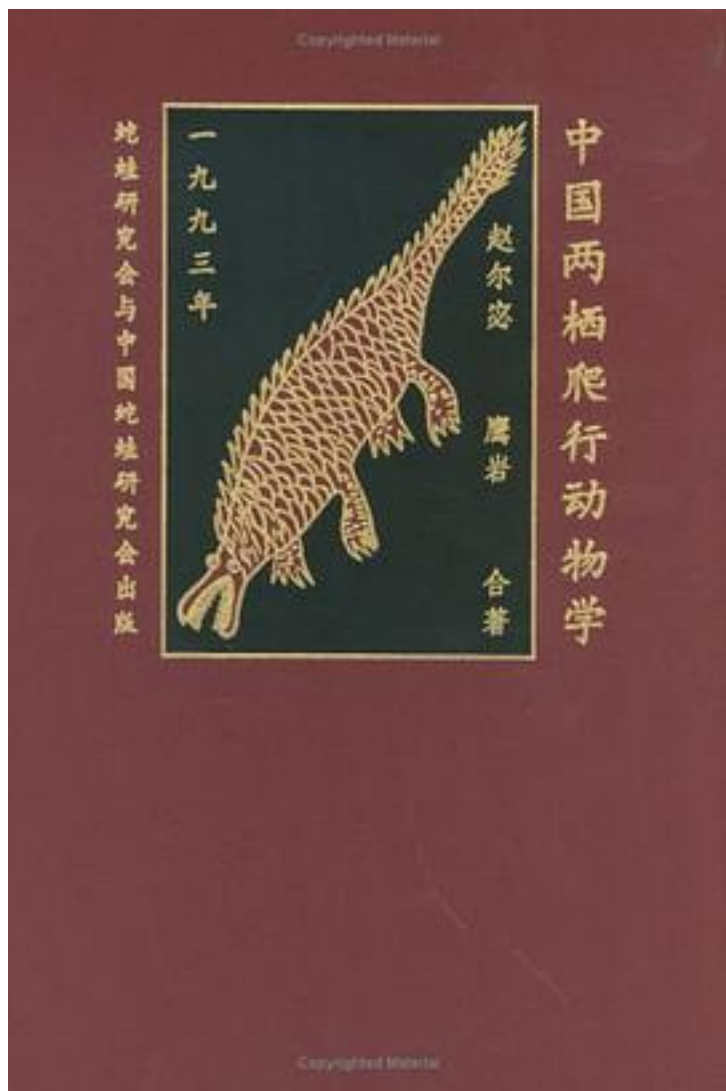 Copyrighted Material
中国两栖爬行动物学
赵尔宓 鹰岩 合著
一九九三年
蛇蛙研究会与中国蛇蛙研究会出版
Copyrighted Material